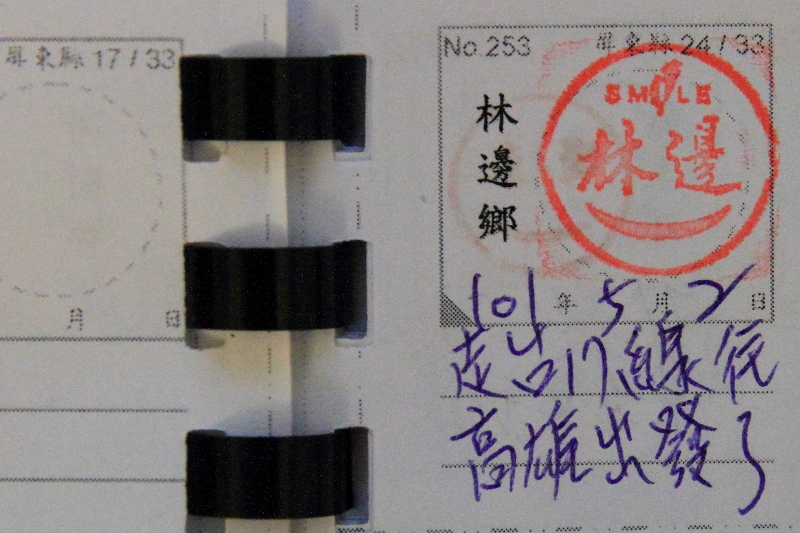 屏東縣 17 / 33
月 日
No.253 屏東縣 24 / 33
林邊鄉
SMILE
林邊
101 年 5 月 2 日
走台17線往
高雄出發了